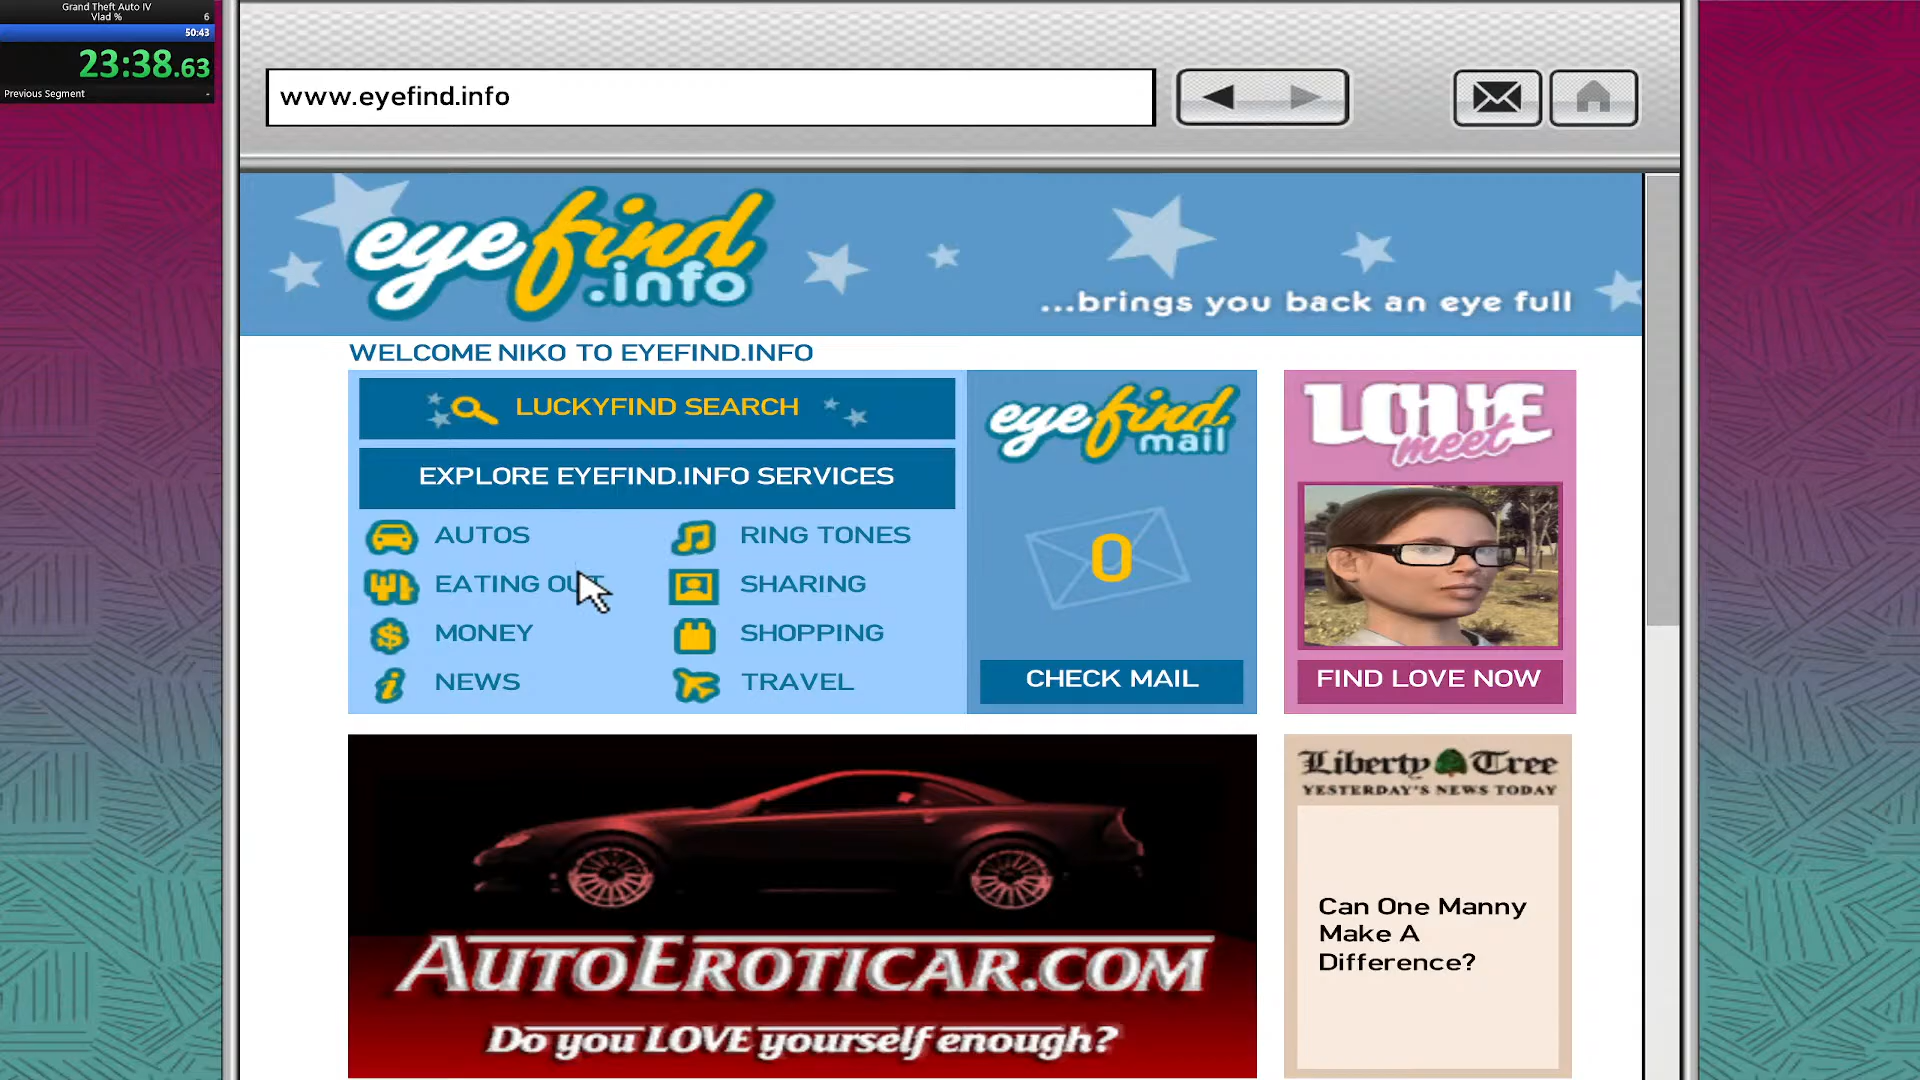 Grand Theft Auto IV
Vlad %
6
50:43
23:38.63
Previous Segment
-
www.eyefind.info
eyefind
.info
...brings you back an eye full
WELCOME NIKO TO EYEFIND.INFO
LUCKYFIND SEARCH
EXPLORE EYEFIND.INFO SERVICES
AUTOS
RING TONES
EATING OUT
SHARING
MONEY
SHOPPING
NEWS
TRAVEL
eyefind
mail
0
CHECK MAIL
LOVE
meet
FIND LOVE NOW
AUTOEROTICAR.COM
Do you LOVE yourself enough?
Liberty Tree
YESTERDAY'S NEWS TODAY
Can One Manny
Make A
Difference?